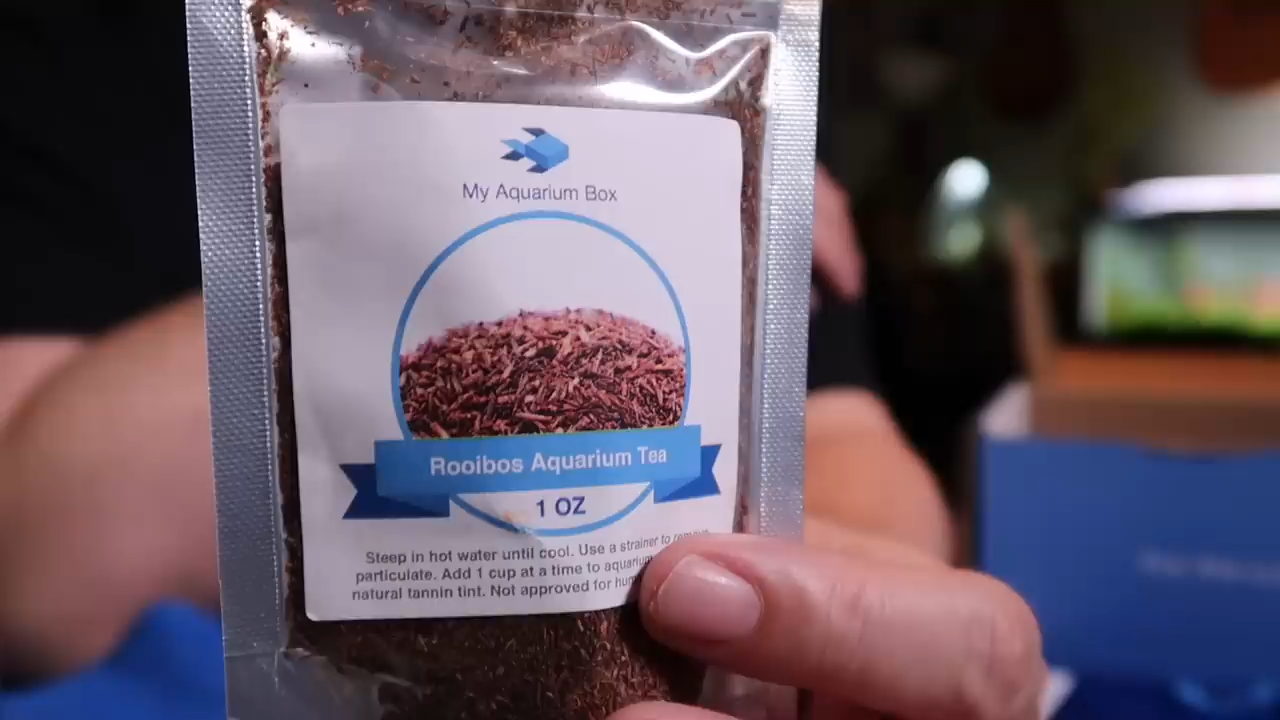 My Aquarium Box
Rooibos Aquarium Tea
1 OZ
Steep in hot water until cool. Use a strainer to
particulate. Add 1 cup at a time to aquarium
natural tannin tint. Not approved for